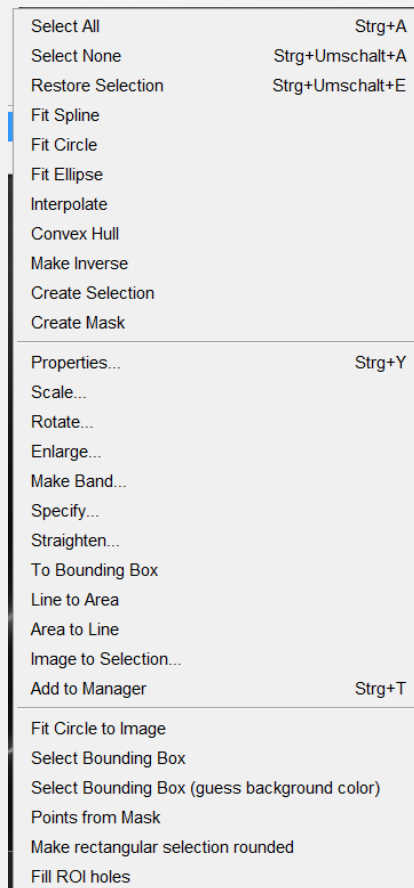 Select All Strg+A
Select None Strg+Umschalt+A
Restore Selection Strg+Umschalt+E
Fit Spline
Fit Circle
Fit Ellipse
Interpolate
Convex Hull
Make Inverse
Create Selection
Create Mask
Properties... Strg+Y
Scale...
Rotate...
Enlarge...
Make Band...
Specify...
Straighten...
To Bounding Box
Line to Area
Area to Line
Image to Selection...
Add to Manager Strg+T
Fit Circle to Image
Select Bounding Box
Select Bounding Box (guess background color)
Points from Mask
Make rectangular selection rounded
Fill ROI holes